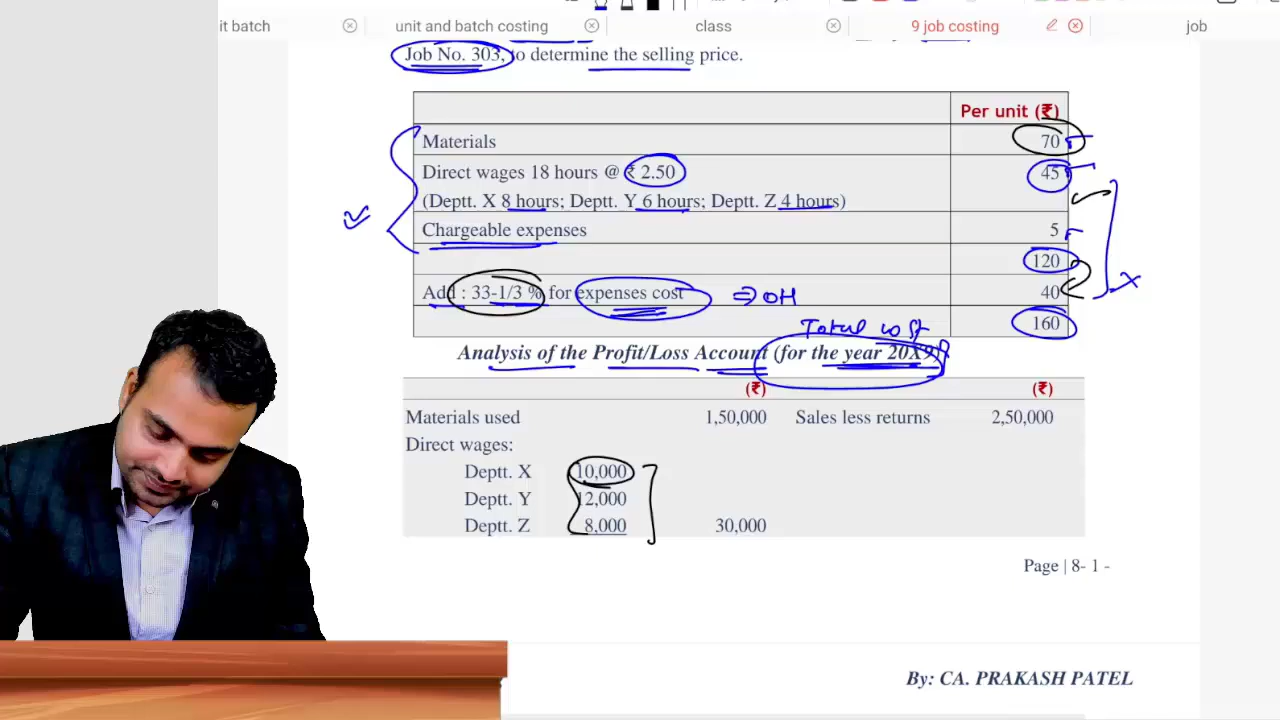 it batch unit and batch costing class 9 job costing job
Job No. 303, to determine the selling price.
Per unit (₹)
Materials 70
Direct wages 18 hours @ ₹ 2.50 45
(Deptt. X 8 hours; Deptt. Y 6 hours; Deptt. Z 4 hours)
Chargeable expenses 5
120
Add : 33-1/3 % for expenses cost ⇒ OH 40
X
160
Total cost
Analysis of the Profit/Loss Account (for the year 20X9)
(₹) (₹)
Materials used 1,50,000 Sales less returns 2,50,000
Direct wages:
Deptt. X 10,000
Deptt. Y 12,000
Deptt. Z 8,000 30,000
Page | 8- 1 -
By: CA. PRAKASH PATEL